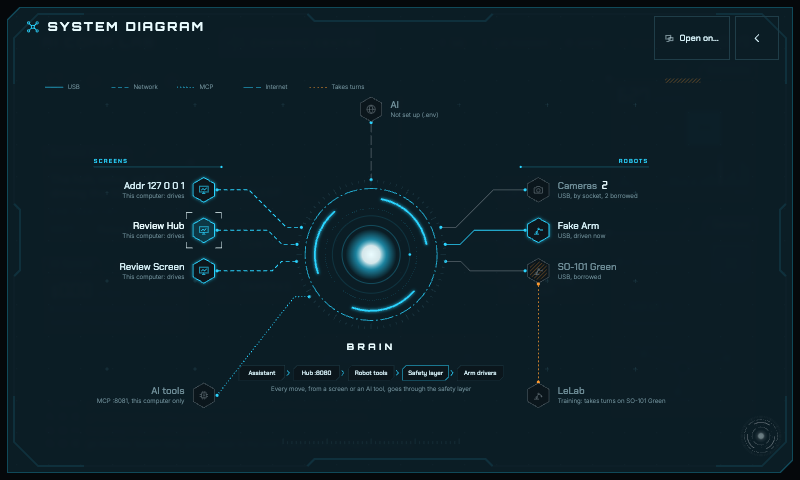 SYSTEM DIAGRAM
Open on...
USB
Network
MCP
Internet
Takes turns
AI
Not set up (.env)
SCREENS
ROBOTS
Addr 127 0 0 1
This computer: drives
Cameras 2
USB, by socket, 2 borrowed
Review Hub
This computer: drives
Fake Arm
USB, driven now
Review Screen
This computer: drives
SO-101 Green
USB, borrowed
BRAIN
Assistant
Hub :8080
Robot tools
Safety layer
Arm drivers
Every move, from a screen or an AI tool, goes through the safety layer
AI tools
MCP :8081, this computer only
LeLab
Training: takes turns on SO-101 Green